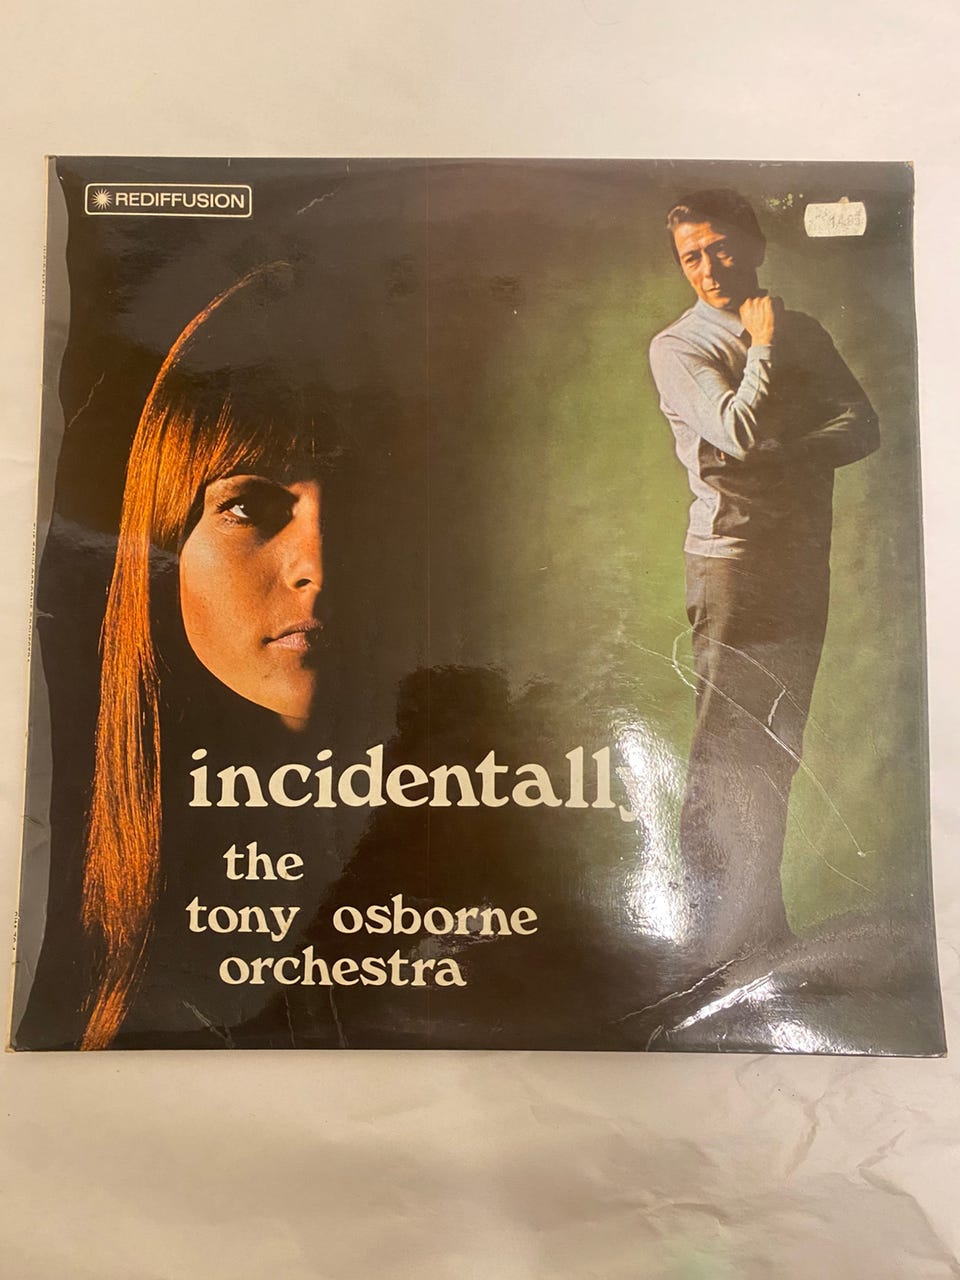 REDIFFUSION
incidentally
the
tony osborne
orchestra